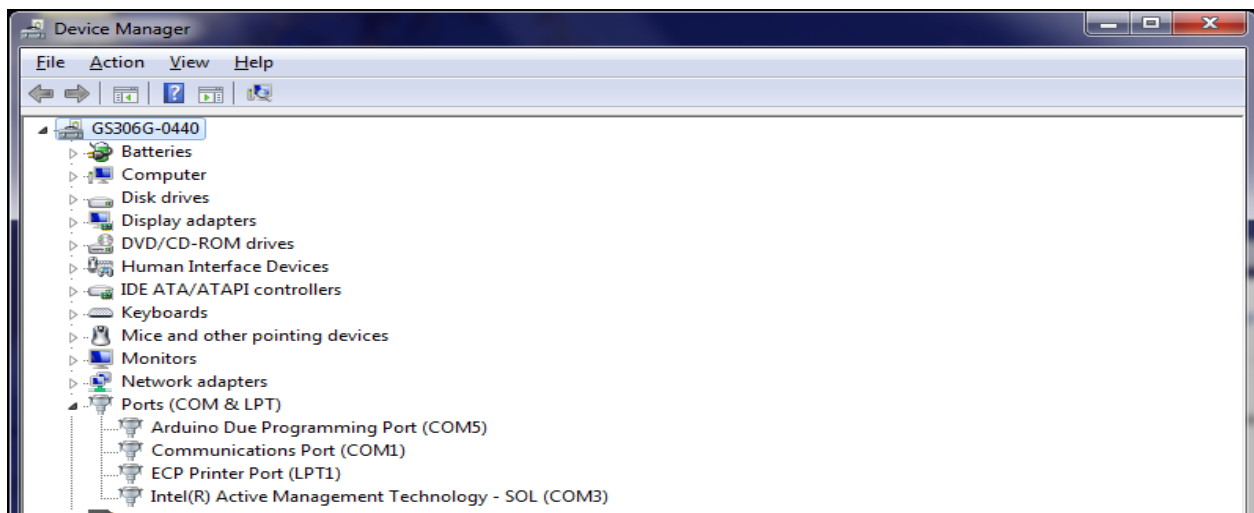 Device Manager
File Action View Help
GS306G-0440
Batteries
Computer
Disk drives
Display adapters
DVD/CD-ROM drives
Human Interface Devices
IDE ATA/ATAPI controllers
Keyboards
Mice and other pointing devices
Monitors
Network adapters
Ports (COM & LPT)
Arduino Due Programming Port (COM5)
Communications Port (COM1)
ECP Printer Port (LPT1)
Intel(R) Active Management Technology - SOL (COM3)